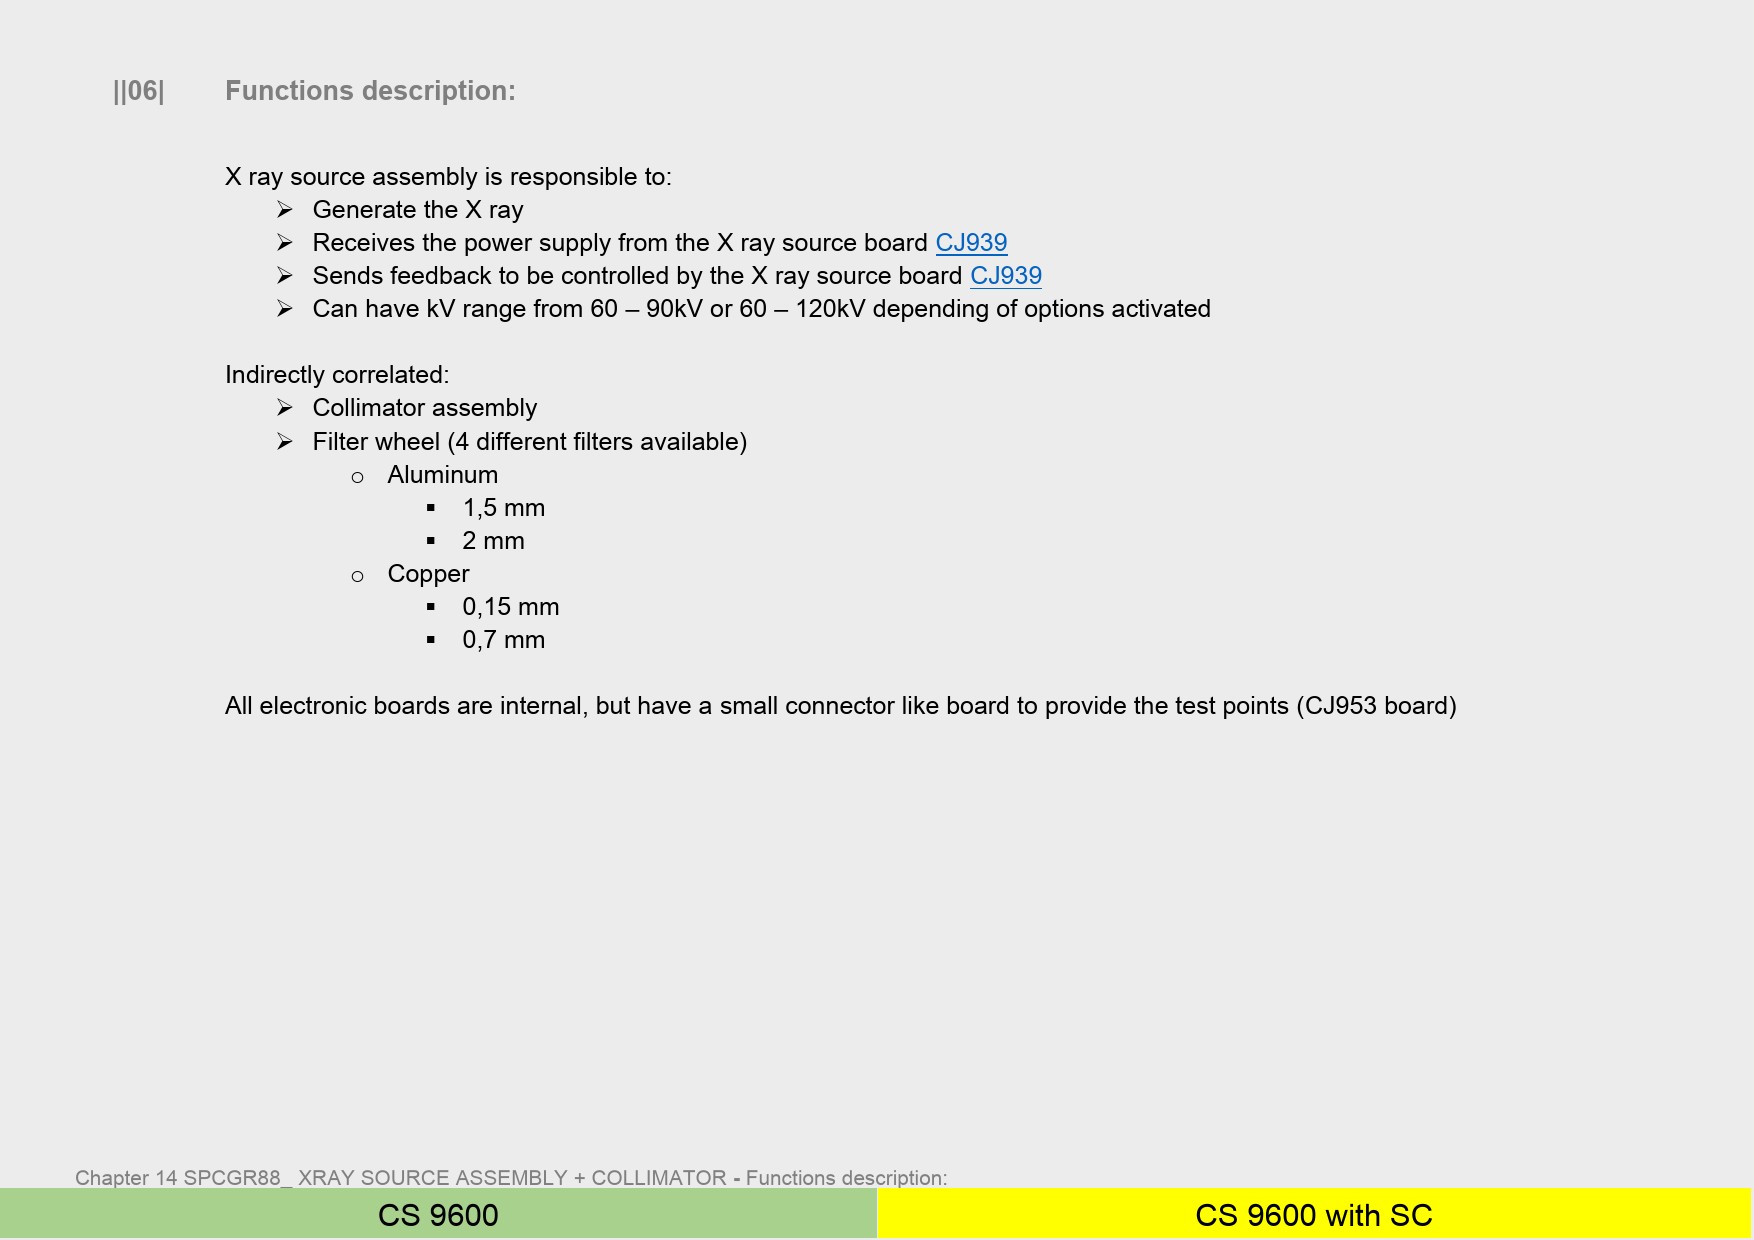 ||06| Functions description:
X ray source assembly is responsible to:
➢ Generate the X ray
➢ Receives the power supply from the X ray source board CJ939
➢ Sends feedback to be controlled by the X ray source board CJ939
➢ Can have kV range from 60 – 90kV or 60 – 120kV depending of options activated
Indirectly correlated:
➢ Collimator assembly
➢ Filter wheel (4 different filters available)
o Aluminum
▪ 1,5 mm
▪ 2 mm
o Copper
▪ 0,15 mm
▪ 0,7 mm
All electronic boards are internal, but have a small connector like board to provide the test points (CJ953 board)
Chapter 14 SPCGR88_ XRAY SOURCE ASSEMBLY + COLLIMATOR - Functions description:
CS 9600 CS 9600 with SC